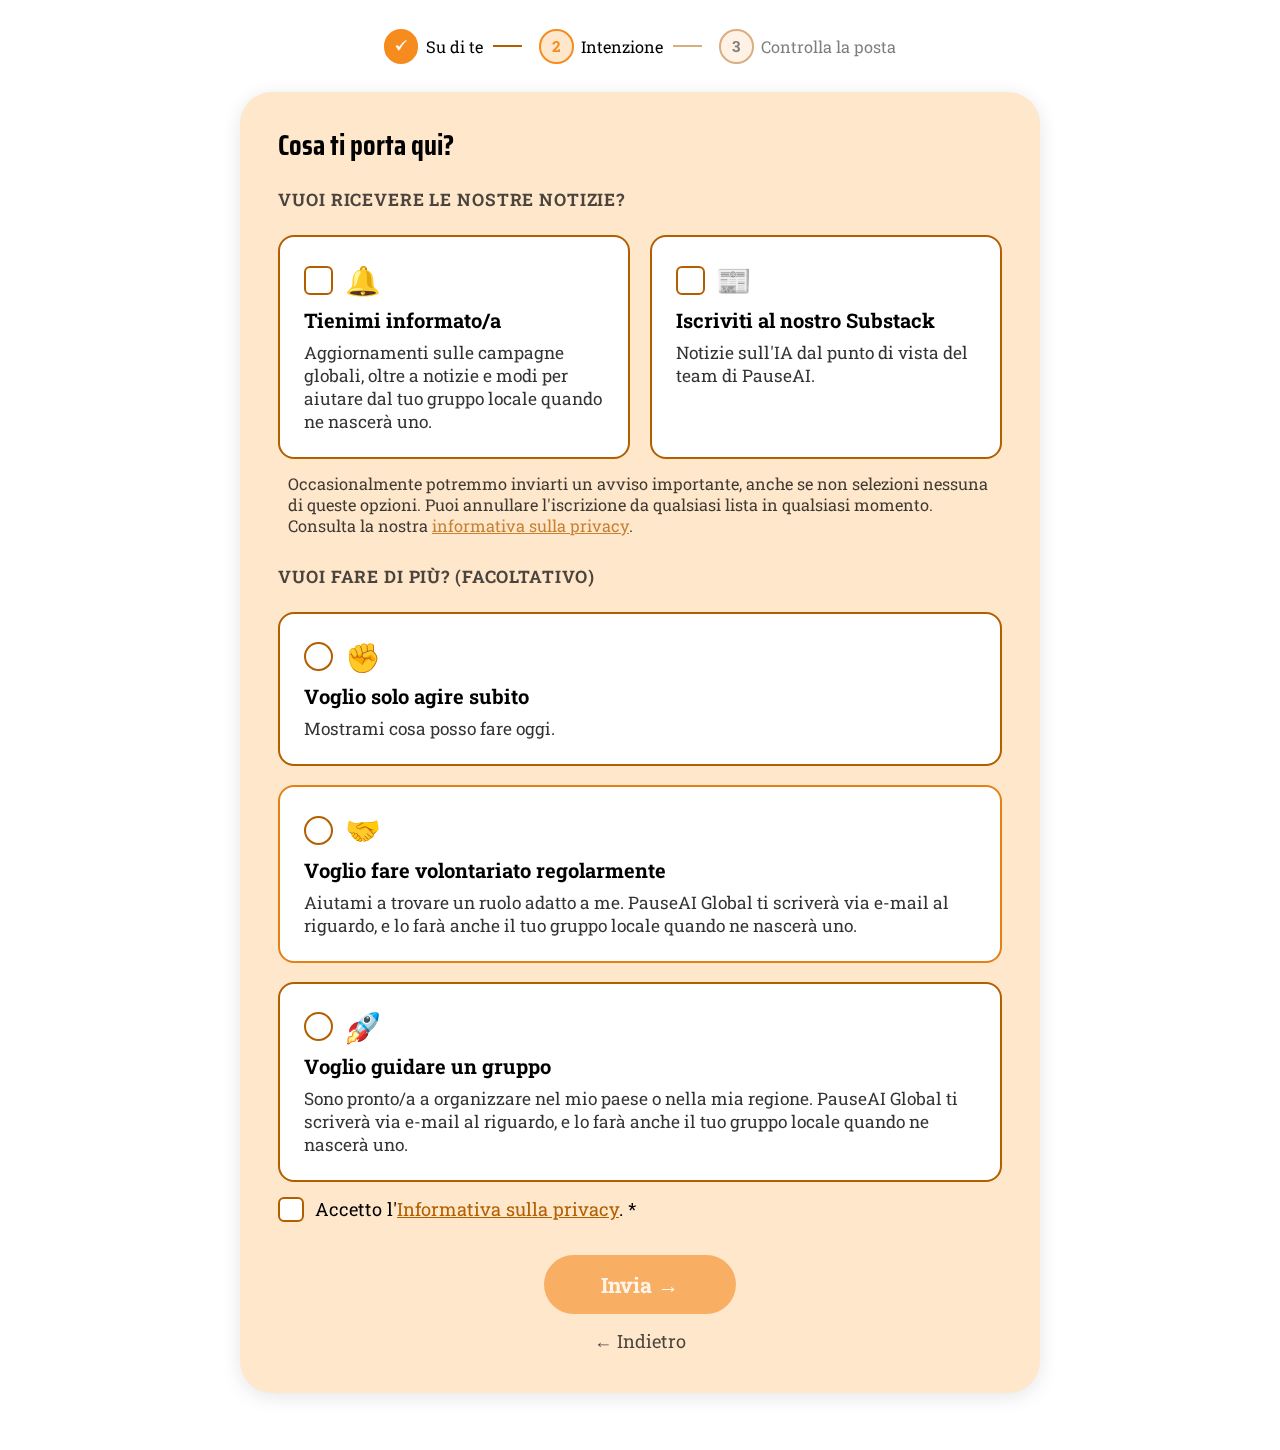 ✓ Su di te 2 Intenzione 3 Controlla la posta
Cosa ti porta qui?
VUOI RICEVERE LE NOSTRE NOTIZIE?
Tienimi informato/a
Aggiornamenti sulle campagne
globali, oltre a notizie e modi per
aiutare dal tuo gruppo locale quando
ne nascerà uno.
Iscriviti al nostro Substack
Notizie sull'IA dal punto di vista del
team di PauseAI.
Occasionalmente potremmo inviarti un avviso importante, anche se non selezioni nessuna
di queste opzioni. Puoi annullare l'iscrizione da qualsiasi lista in qualsiasi momento.
Consulta la nostra informativa sulla privacy.
VUOI FARE DI PIÙ? (FACOLTATIVO)
Voglio solo agire subito
Mostrami cosa posso fare oggi.
Voglio fare volontariato regolarmente
Aiutami a trovare un ruolo adatto a me. PauseAI Global ti scriverà via e-mail al
riguardo, e lo farà anche il tuo gruppo locale quando ne nascerà uno.
Voglio guidare un gruppo
Sono pronto/a a organizzare nel mio paese o nella mia regione. PauseAI Global ti
scriverà via e-mail al riguardo, e lo farà anche il tuo gruppo locale quando ne
nascerà uno.
Accetto l'Informativa sulla privacy. *
Invia →
← Indietro